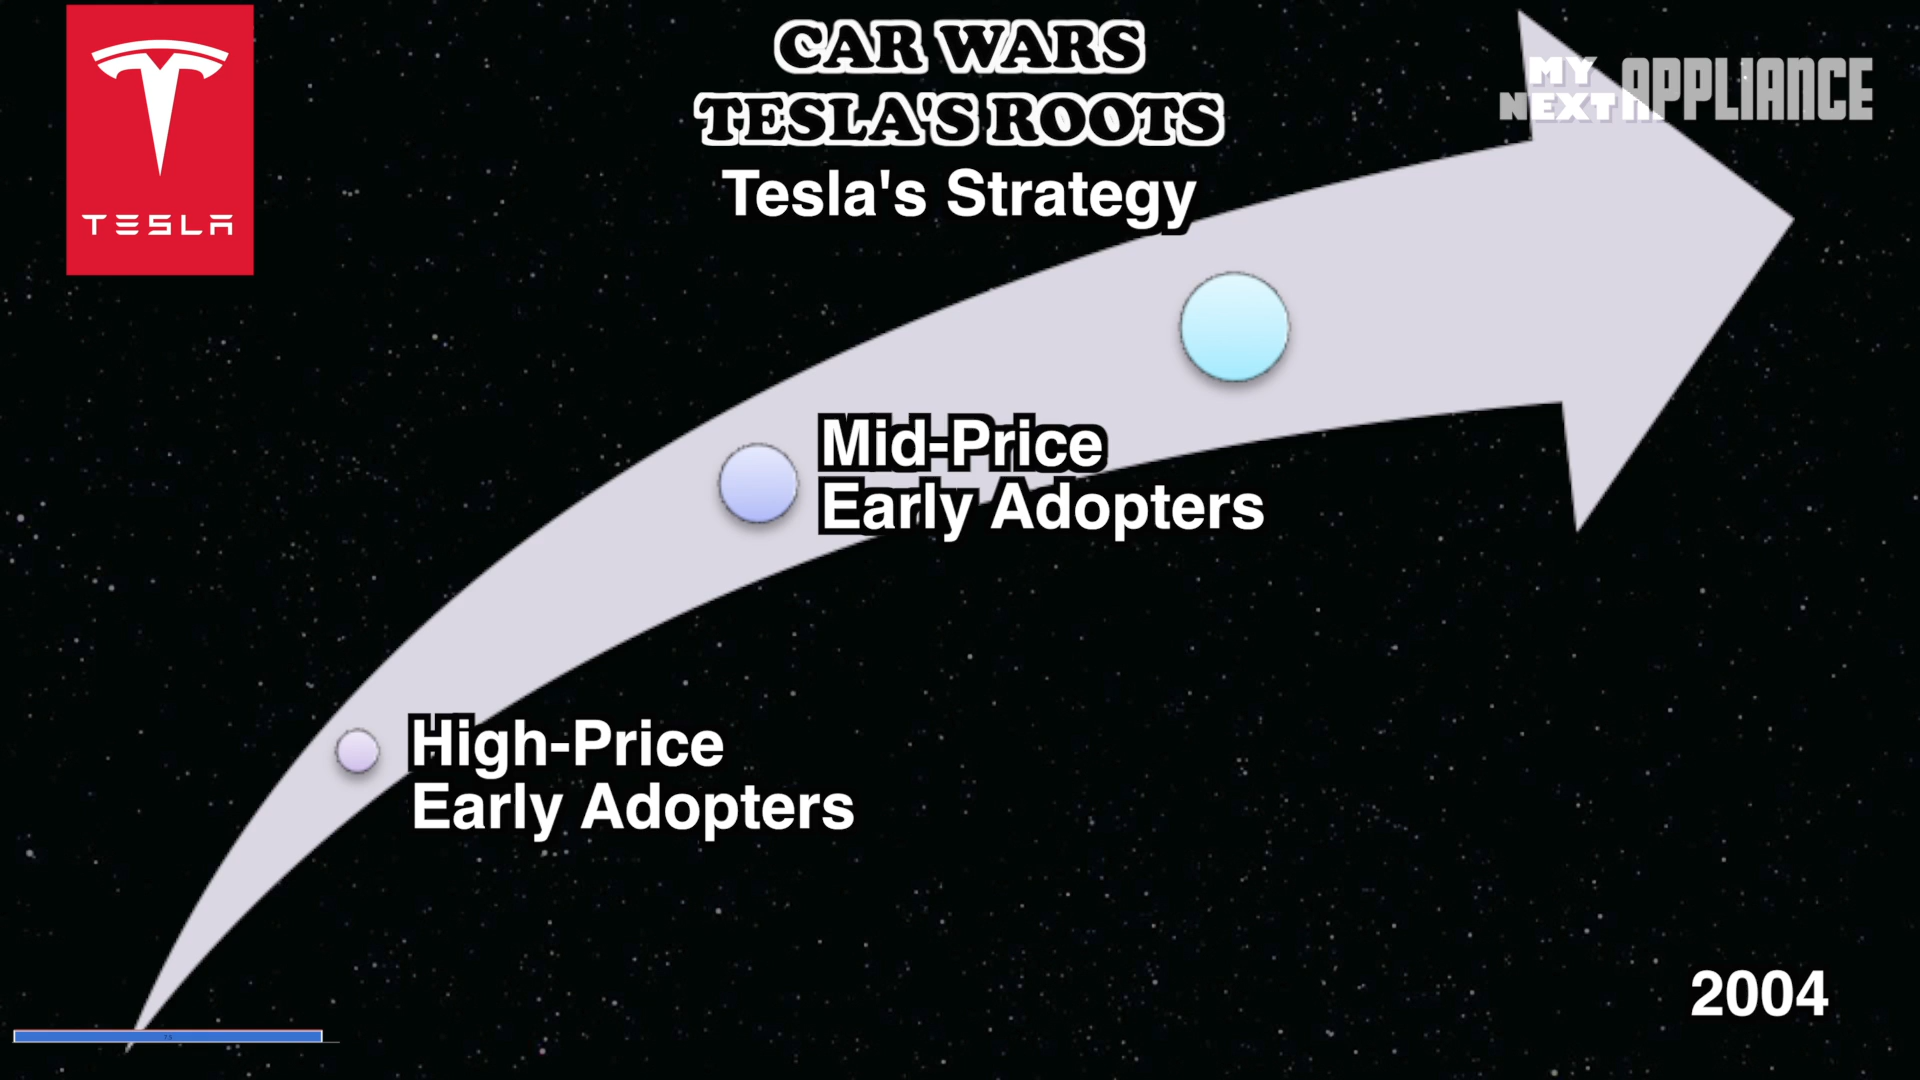 TESLA
CAR WARS
TESLA'S ROOTS
Tesla's Strategy
MY
NEXT APPLIANCE
Mid-Price
Early Adopters
High-Price
Early Adopters
2004